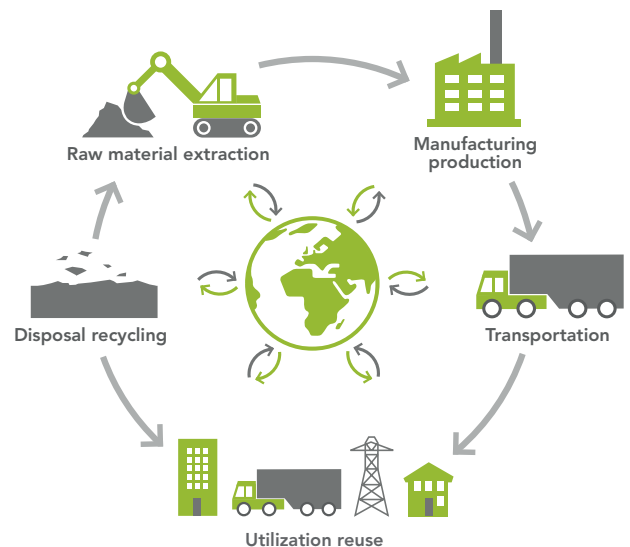 Raw material extraction
Manufacturing
production
Disposal recycling
Transportation
Utilization reuse